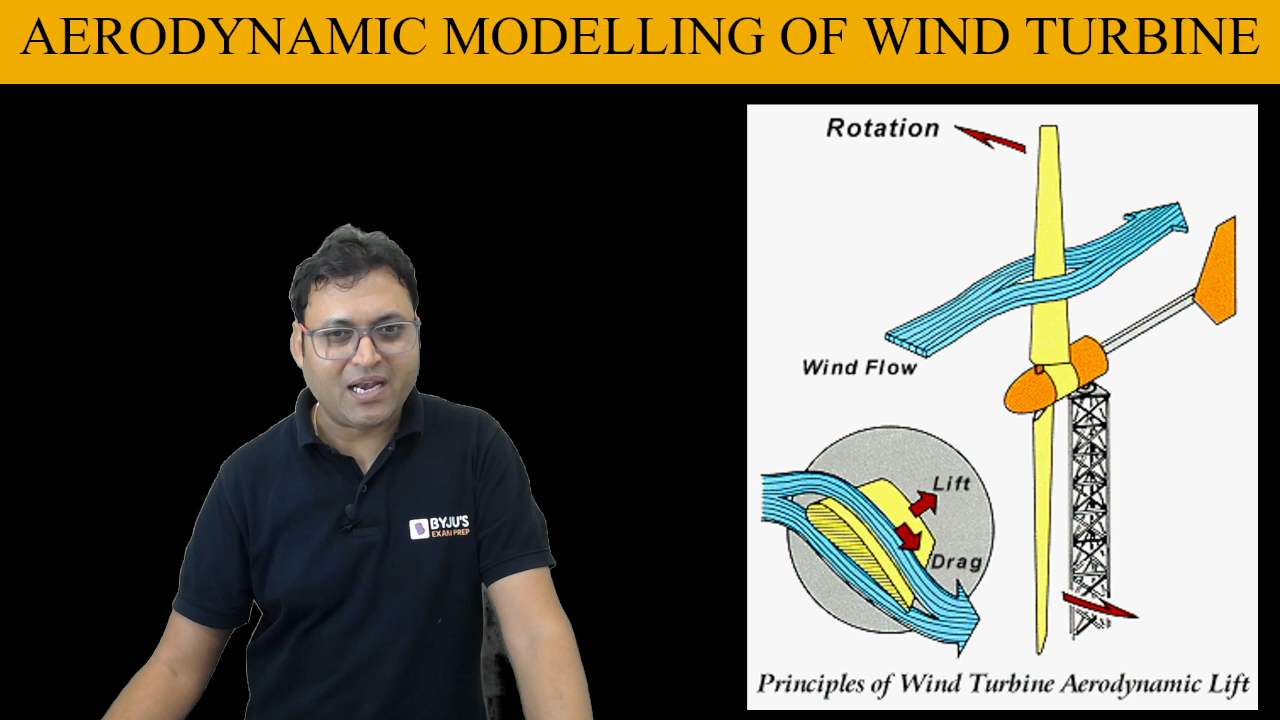 AERODYNAMIC MODELLING OF WIND TURBINE
Rotation
Wind Flow
Lift
Drag
Principles of Wind Turbine Aerodynamic Lift
BYJU'S
EXAM PREP